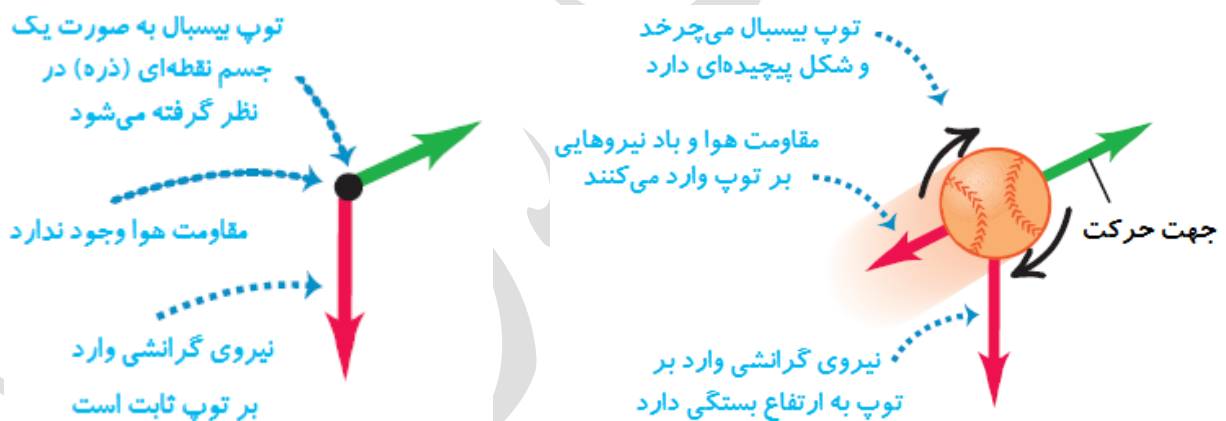 توپ بیسبال می‌چرخد
و شکل پیچیده‌ای دارد
مقاومت هوا و باد نیروهایی
بر توپ وارد می‌کنند
جهت حرکت
نیروی گرانشی وارد بر
توپ به ارتفاع بستگی دارد
توپ بیسبال به صورت یک
جسم نقطه‌ای (ذره) در
نظر گرفته می‌شود
مقاومت هوا وجود ندارد
نیروی گرانشی وارد
بر توپ ثابت است